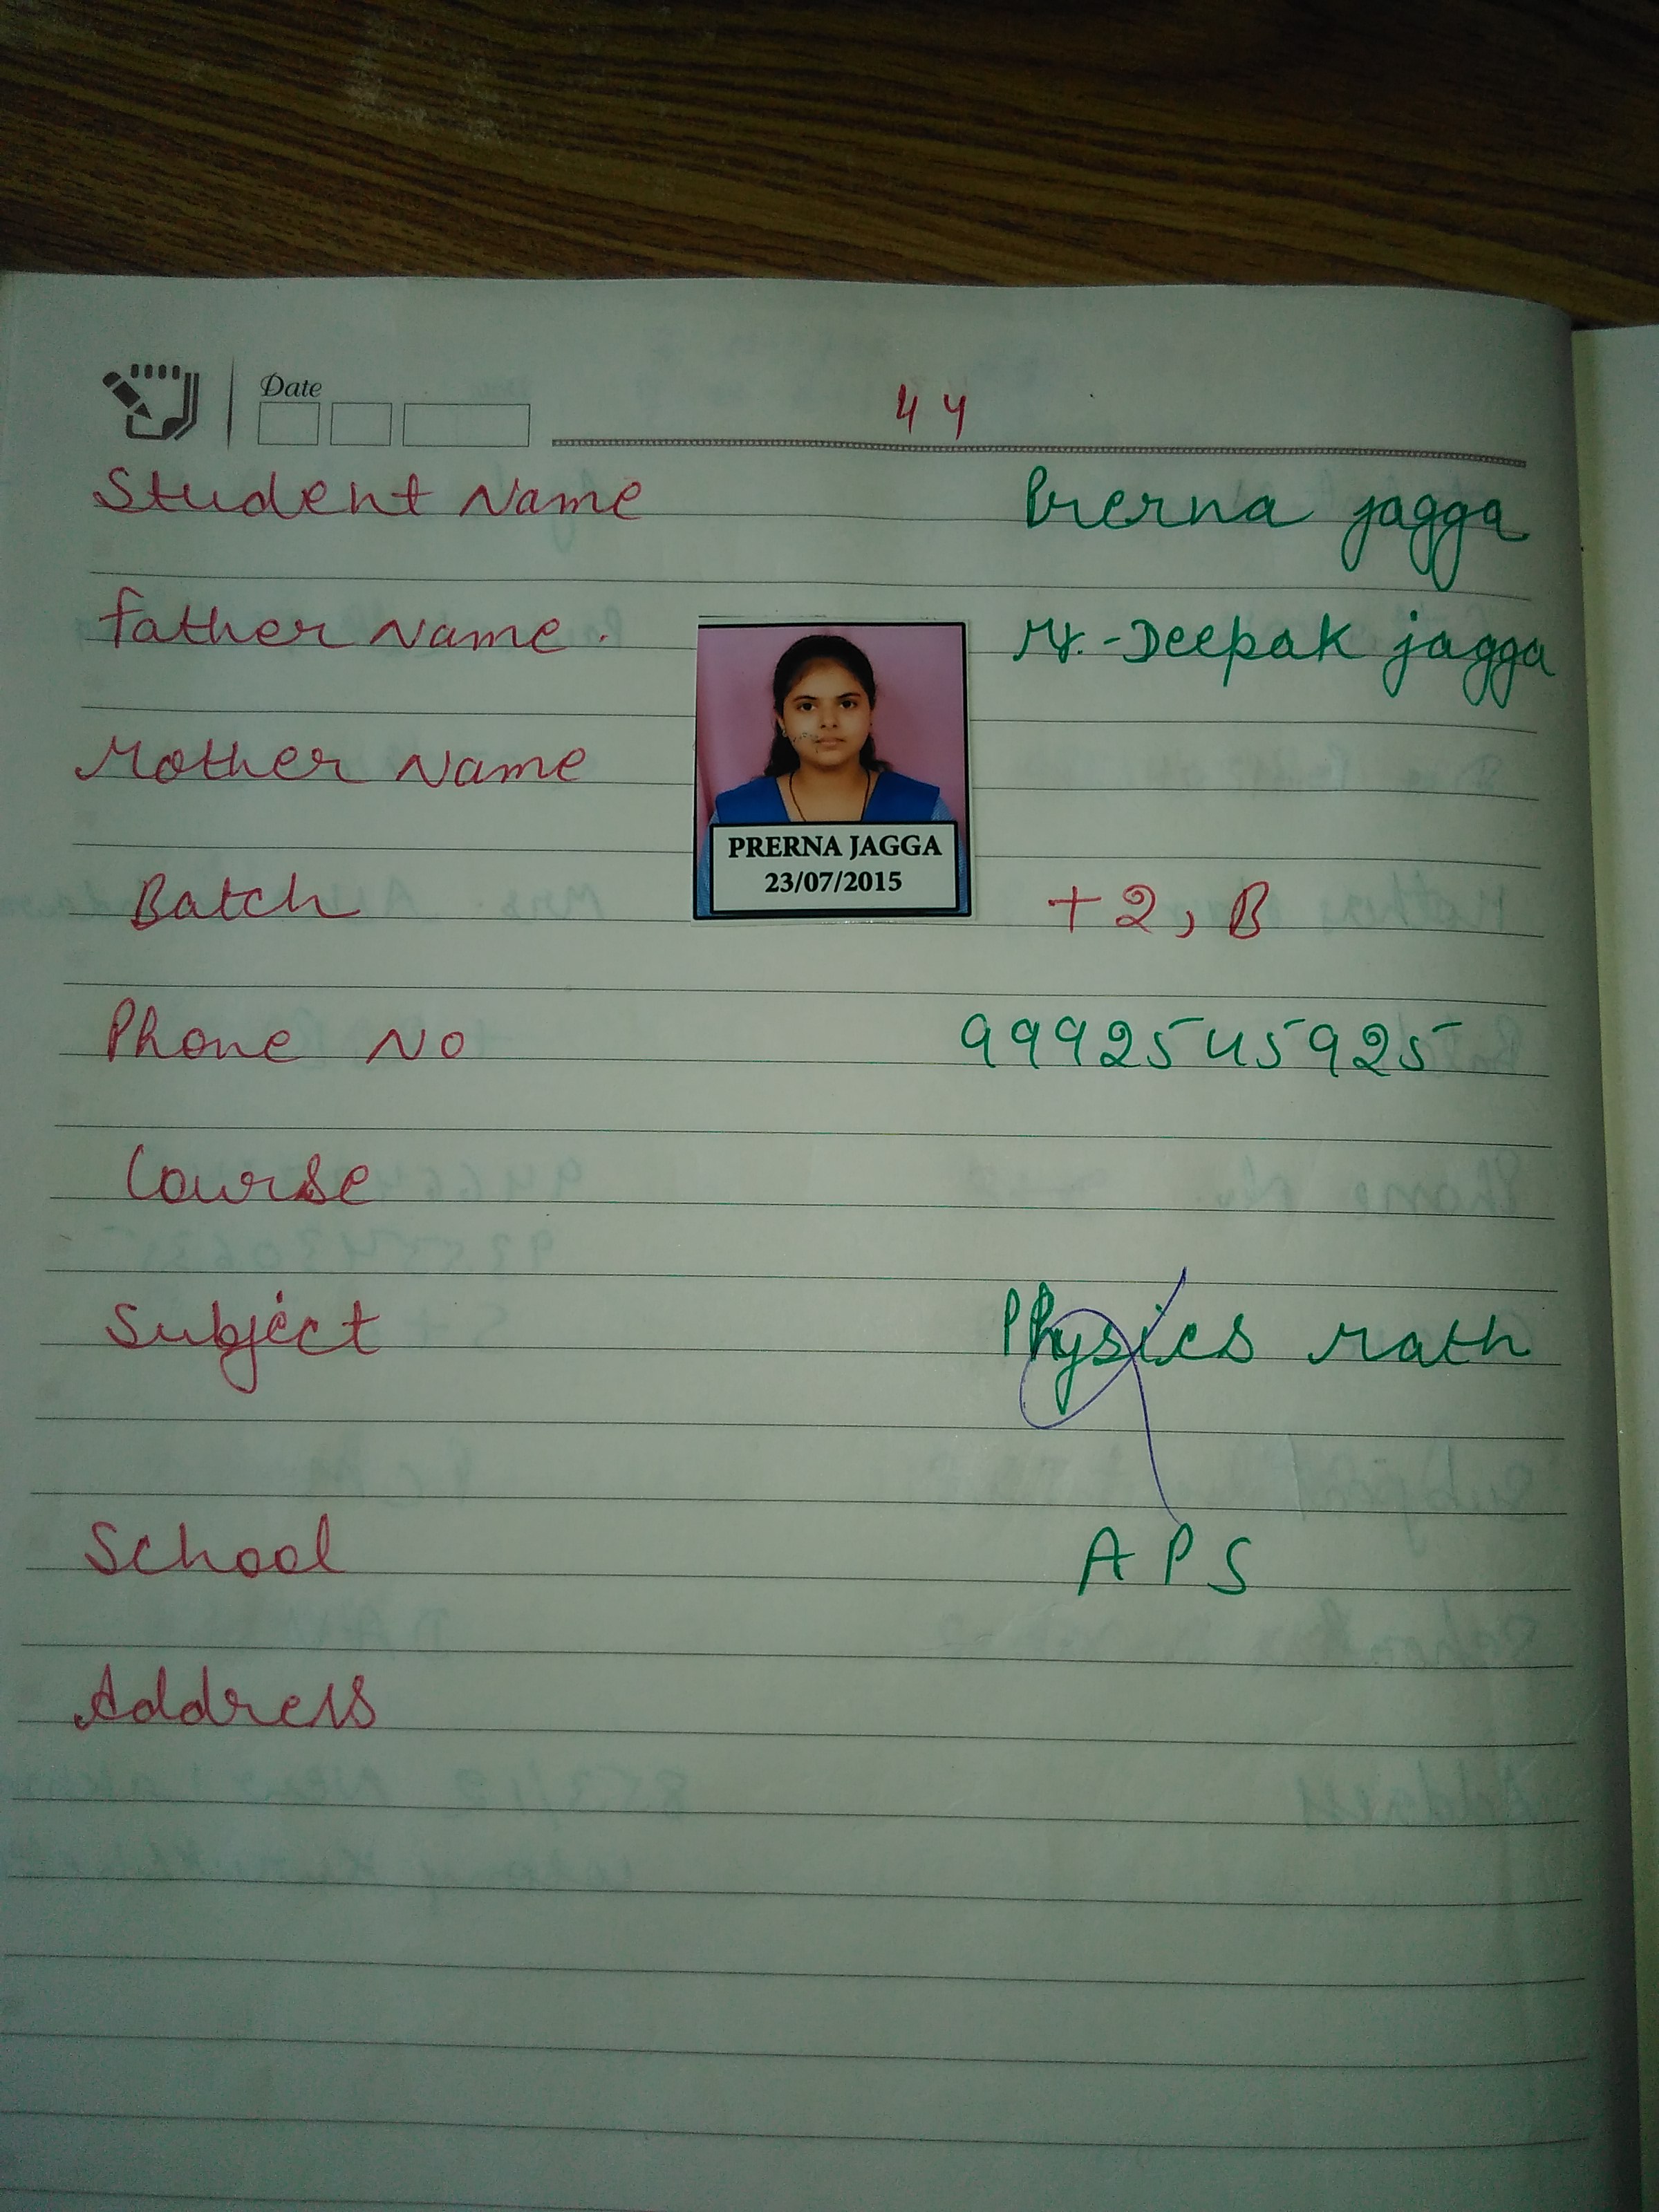 Date
44
Student Name Prerna jagga
father Name. Mr.-Deepak jagga
Mother Name
PRERNA JAGGA
23/07/2015
Batch +2, B
Phone No 9992545925
Course
Subject Physics Math
School APS
Address